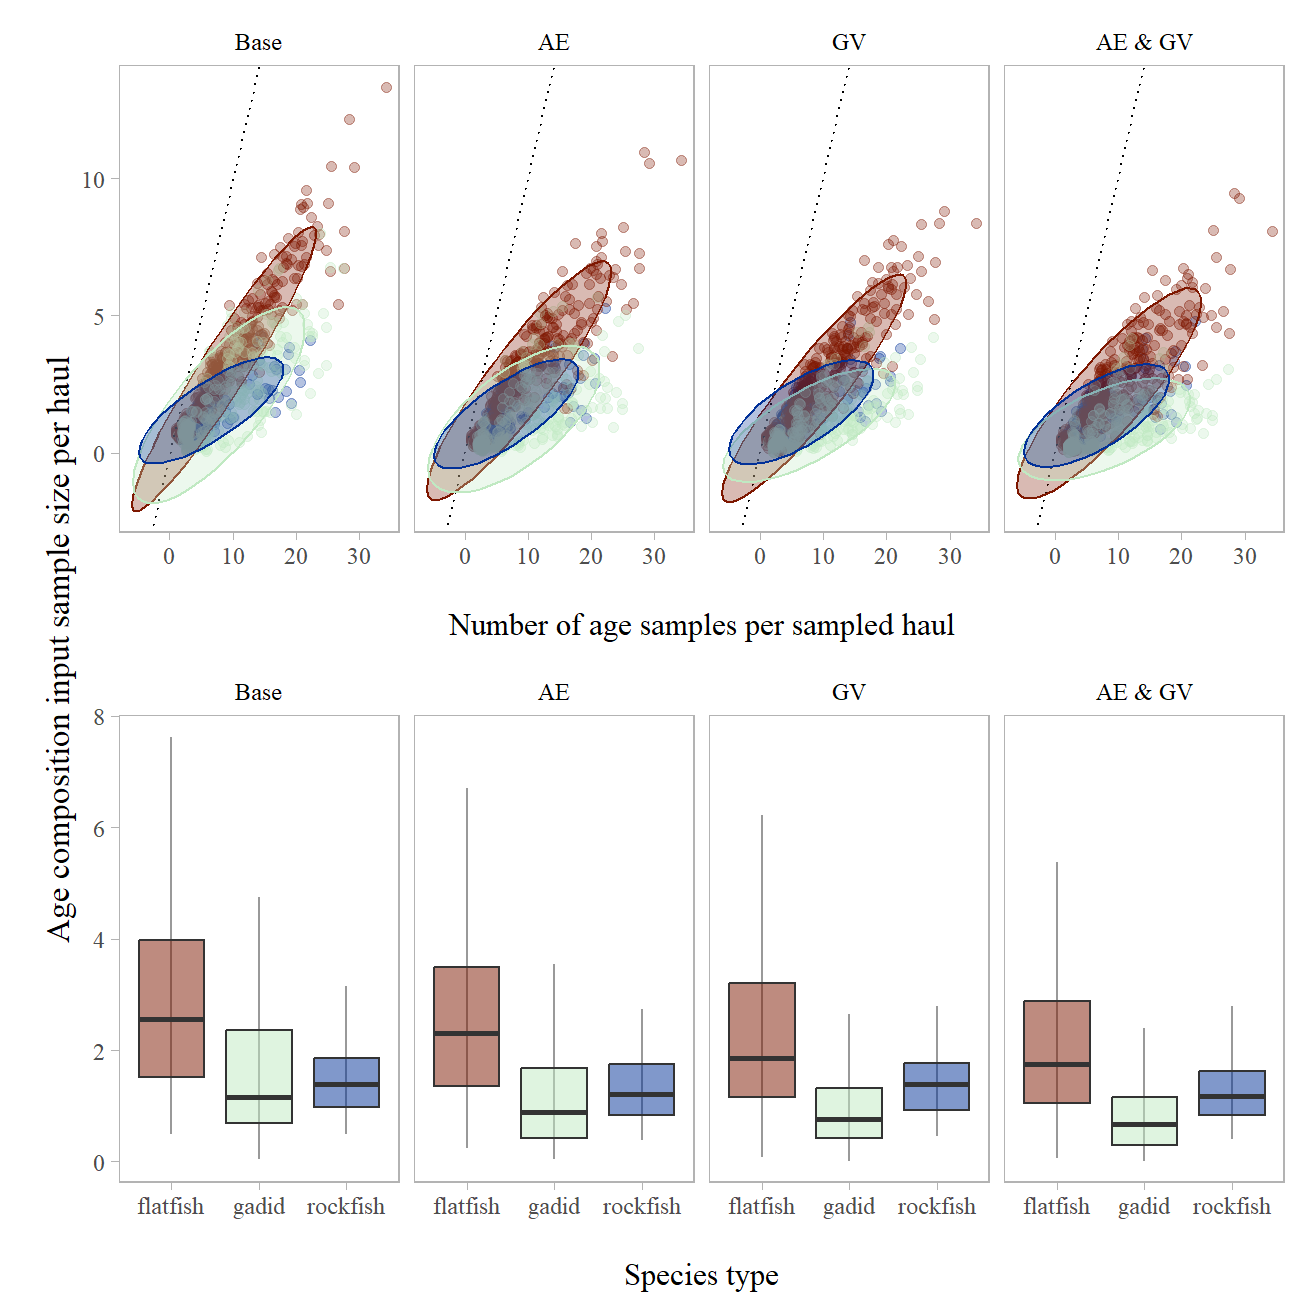 Base AE GV AE & GV
10
5
0
0 10 20 30 0 10 20 30 0 10 20 30 0 10 20 30
Number of age samples per sampled haul
Age composition input sample size per haul
Base AE GV AE & GV
8
6
4
2
0
flatfish gadid rockfish flatfish gadid rockfish flatfish gadid rockfish flatfish gadid rockfish
Species type